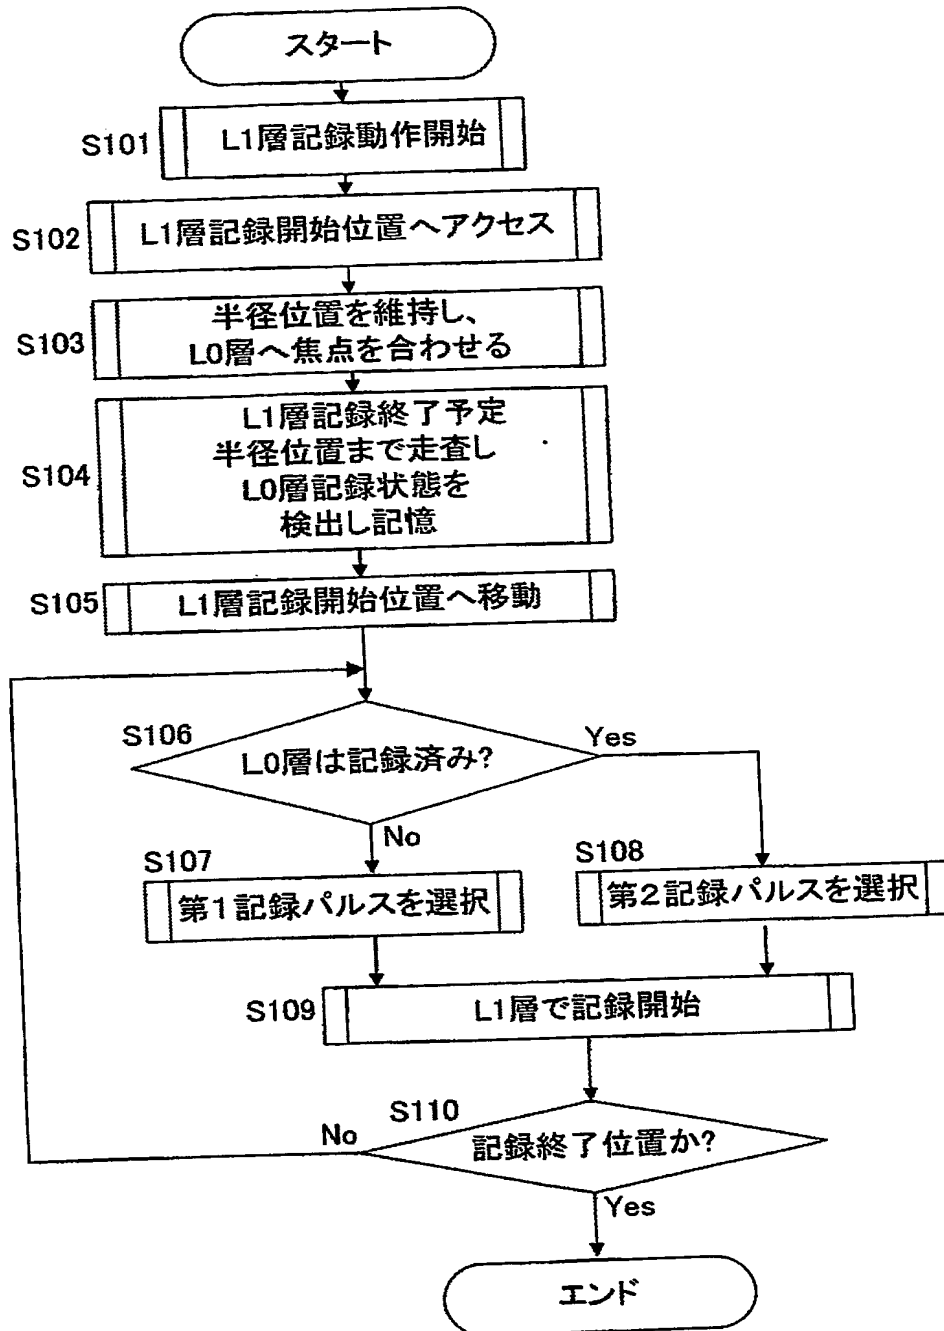 スタート
S101
L1層記録動作開始
S102
L1層記録開始位置へアクセス
S103
半径位置を維持し、
L0層へ焦点を合わせる
S104
L1層記録終了予定
半径位置まで走査し
L0層記録状態を
検出し記憶
S105
L1層記録開始位置へ移動
S106
L0層は記録済み?
Yes
No
S107
第1記録パルスを選択
S108
第2記録パルスを選択
S109
L1層で記録開始
S110
記録終了位置か?
No
Yes
エンド